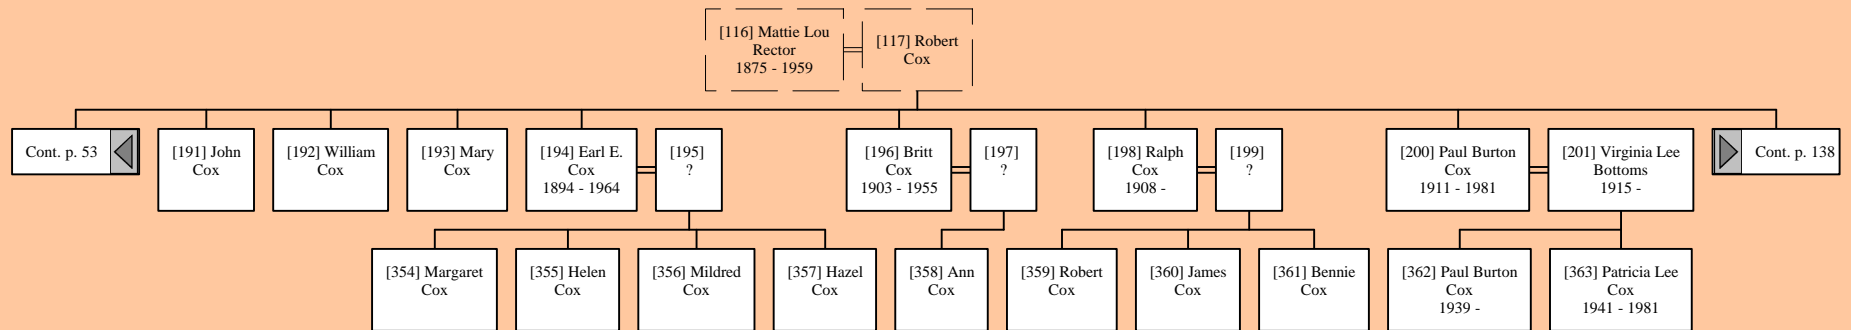 [116] Mattie Lou
Rector
1875 - 1959
[117] Robert
Cox
Cont. p. 53
[191] John
Cox
[192] William
Cox
[193] Mary
Cox
[194] Earl E.
Cox
1894 - 1964
[195]
?
[196] Britt
Cox
1903 - 1955
[197]
?
[198] Ralph
Cox
1908 -
[199]
?
[200] Paul Burton
Cox
1911 - 1981
[201] Virginia Lee
Bottoms
1915 -
Cont. p. 138
[354] Margaret
Cox
[355] Helen
Cox
[356] Mildred
Cox
[357] Hazel
Cox
[358] Ann
Cox
[359] Robert
Cox
[360] James
Cox
[361] Bennie
Cox
[362] Paul Burton
Cox
1939 -
[363] Patricia Lee
Cox
1941 - 1981